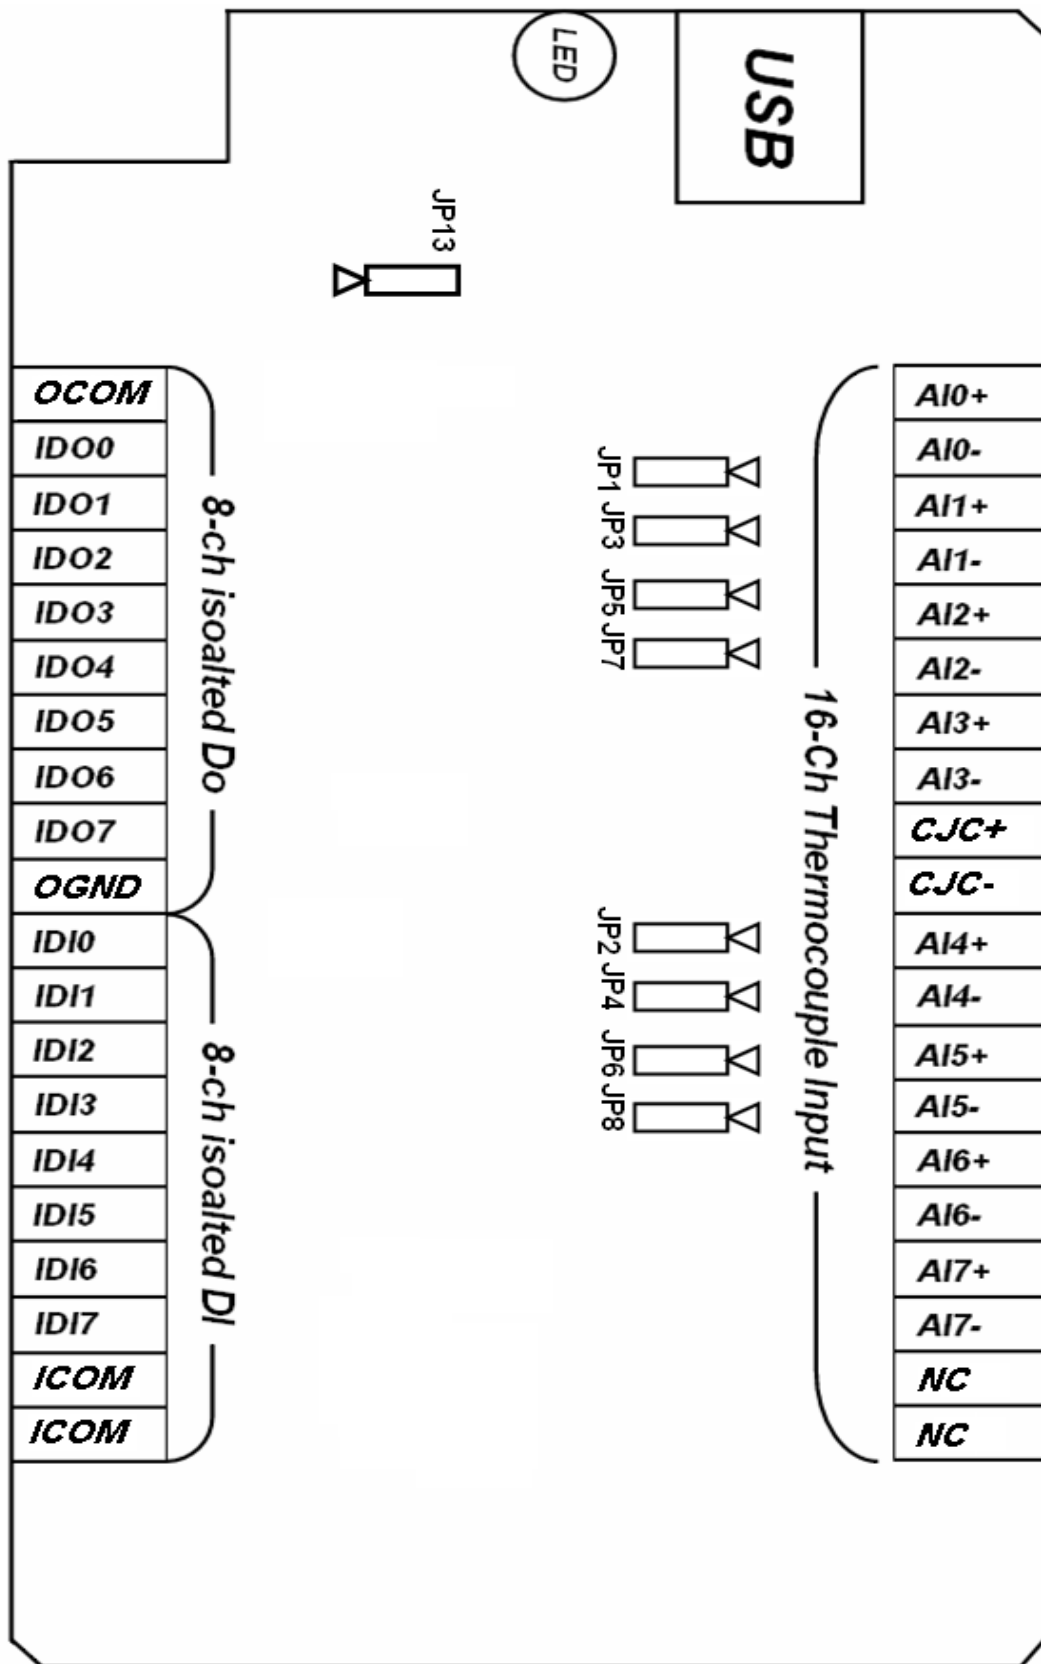 LED
USB
JP13
OCOM
IDO0
IDO1
IDO2
IDO3
IDO4
IDO5
IDO6
IDO7
OGND
IDI0
IDI1
IDI2
IDI3
IDI4
IDI5
IDI6
IDI7
ICOM
ICOM
8-ch isoalted Do
8-ch isoalted DI
JP1
JP3
JP5
JP7
JP2
JP4
JP6
JP8
16-Ch Thermocouple Input
AI0+
AI0-
AI1+
AI1-
AI2+
AI2-
AI3+
AI3-
CJC+
CJC-
AI4+
AI4-
AI5+
AI5-
AI6+
AI6-
AI7+
AI7-
NC
NC